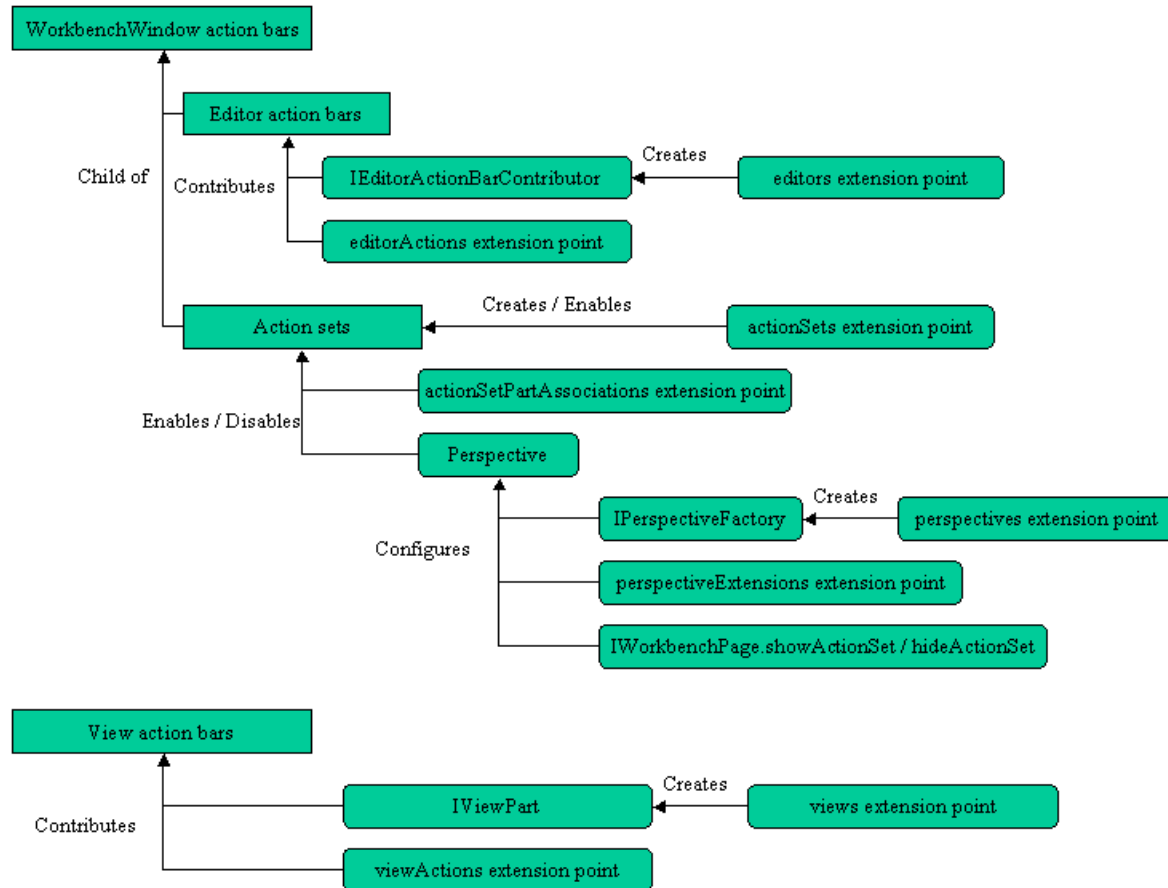 WorkbenchWindow action bars
Editor action bars
Creates
Child of
Contributes
IEditorActionBarContributor
editors extension point
editorActions extension point
Creates / Enables
Action sets
actionSets extension point
actionSetPartAssociations extension point
Enables / Disables
Perspective
Creates
IPerspectiveFactory
perspectives extension point
Configures
perspectiveExtensions extension point
IWorkbenchPage.showActionSet / hideActionSet
View action bars
Creates
IViewPart
views extension point
Contributes
viewActions extension point